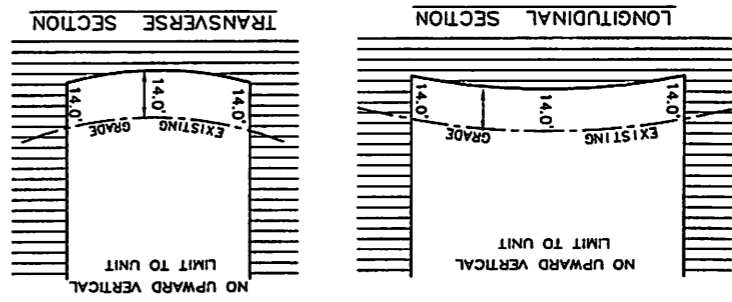 NO UPWARD VERTICAL
LIMIT TO UNIT
EXISTING GRADE
14.0'
14.0'
14.0'
LONGITUDINAL SECTION
NO UPWARD VERTICAL
LIMIT TO UNIT
EXISTING GRADE
14.0'
14.0'
14.0'
TRANSVERSE SECTION